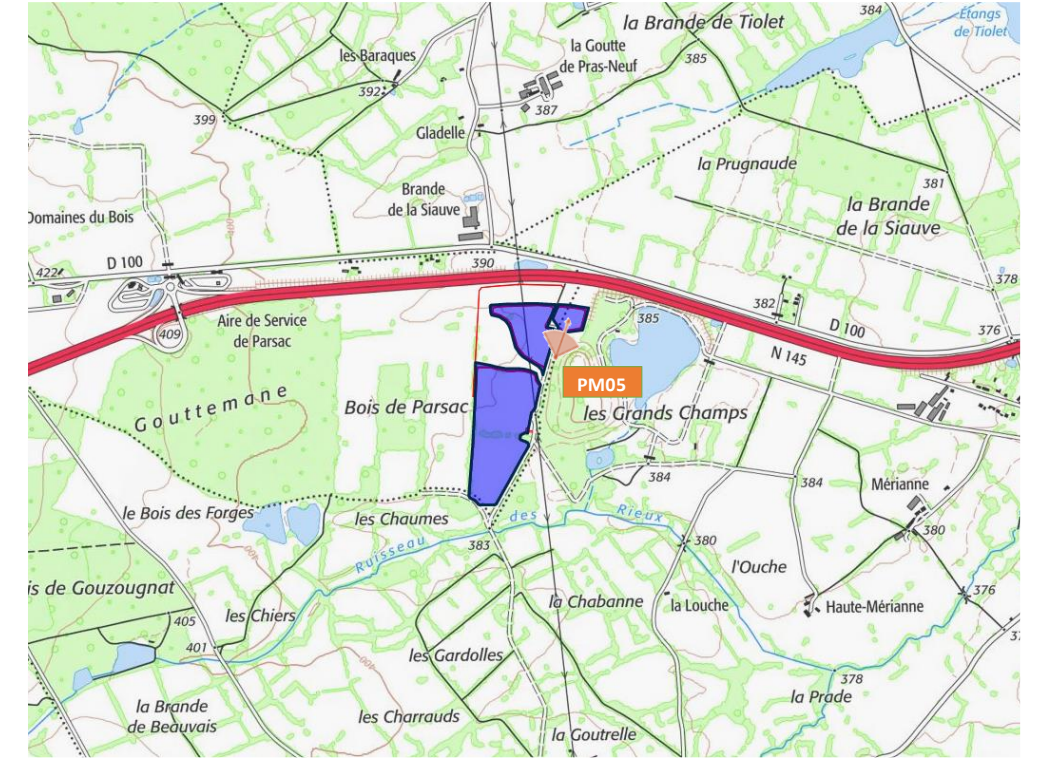 384
Étangs
de Tiolet
la Brande de Tiolet
les Baraques
la Goutte
de Pras-Neuf
385
392
387
399
Gladelle
la Prugnaude
Brande
de la Siauve
381
Domaines du Bois
la Brande
de la Siauve
D 100
390
400
422
378
382
409
Aire de Service
de Parsac
385
D 100
376
N 145
PM05
Gouttemane
Bois de Parsac
les Grands Champs
384
384
Mérianne
le Bois des Forges
les Chaumes
Ruisseau des Rieux
380
383
380
l'Ouche
is de Gouzougnat
la Chabanne
la Louche
Haute-Mérianne
376
405
les Chiers
401
400
les Gardolles
378
la Prade
la Brande
de Beauvais
les Charrauds
la Goutrelle